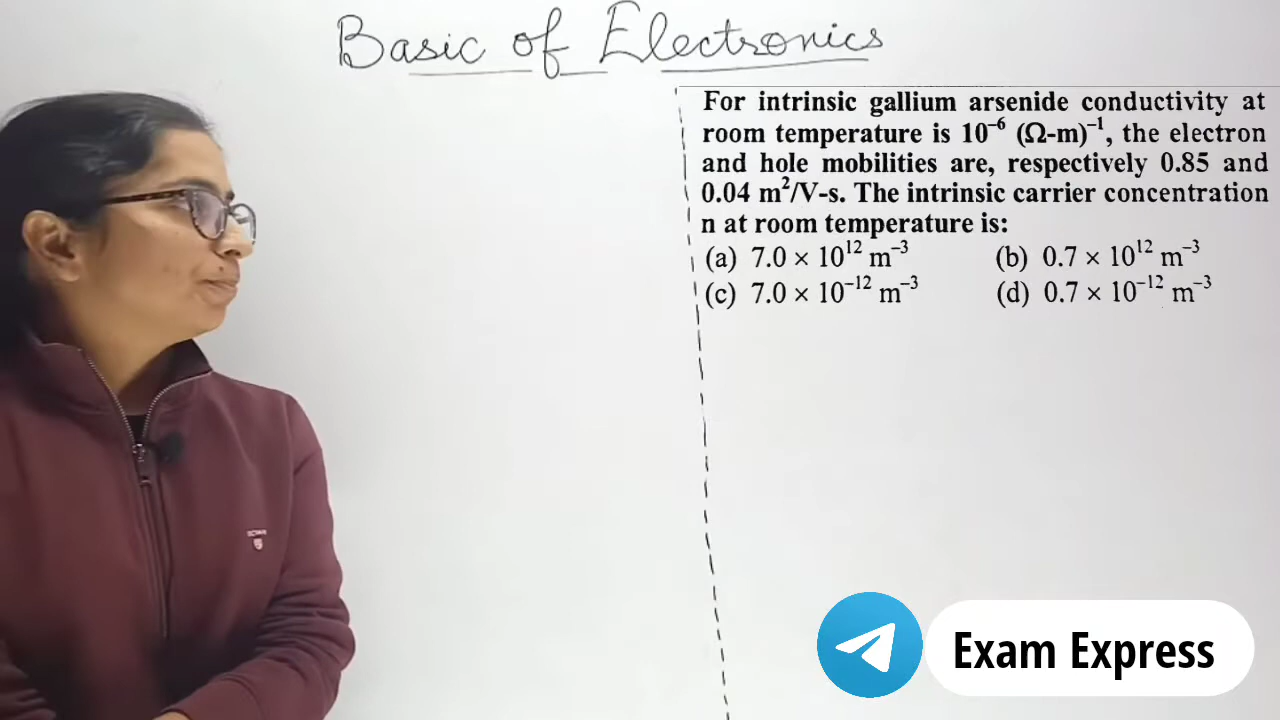 Basic of Electronics
For intrinsic gallium arsenide conductivity at
room temperature is 10⁻⁶ (Ω-m)⁻¹, the electron
and hole mobilities are, respectively 0.85 and
0.04 m²/V-s. The intrinsic carrier concentration
n at room temperature is:
(a) 7.0 × 10¹² m⁻³ (b) 0.7 × 10¹² m⁻³
(c) 7.0 × 10⁻¹² m⁻³ (d) 0.7 × 10⁻¹² m⁻³
Exam Express